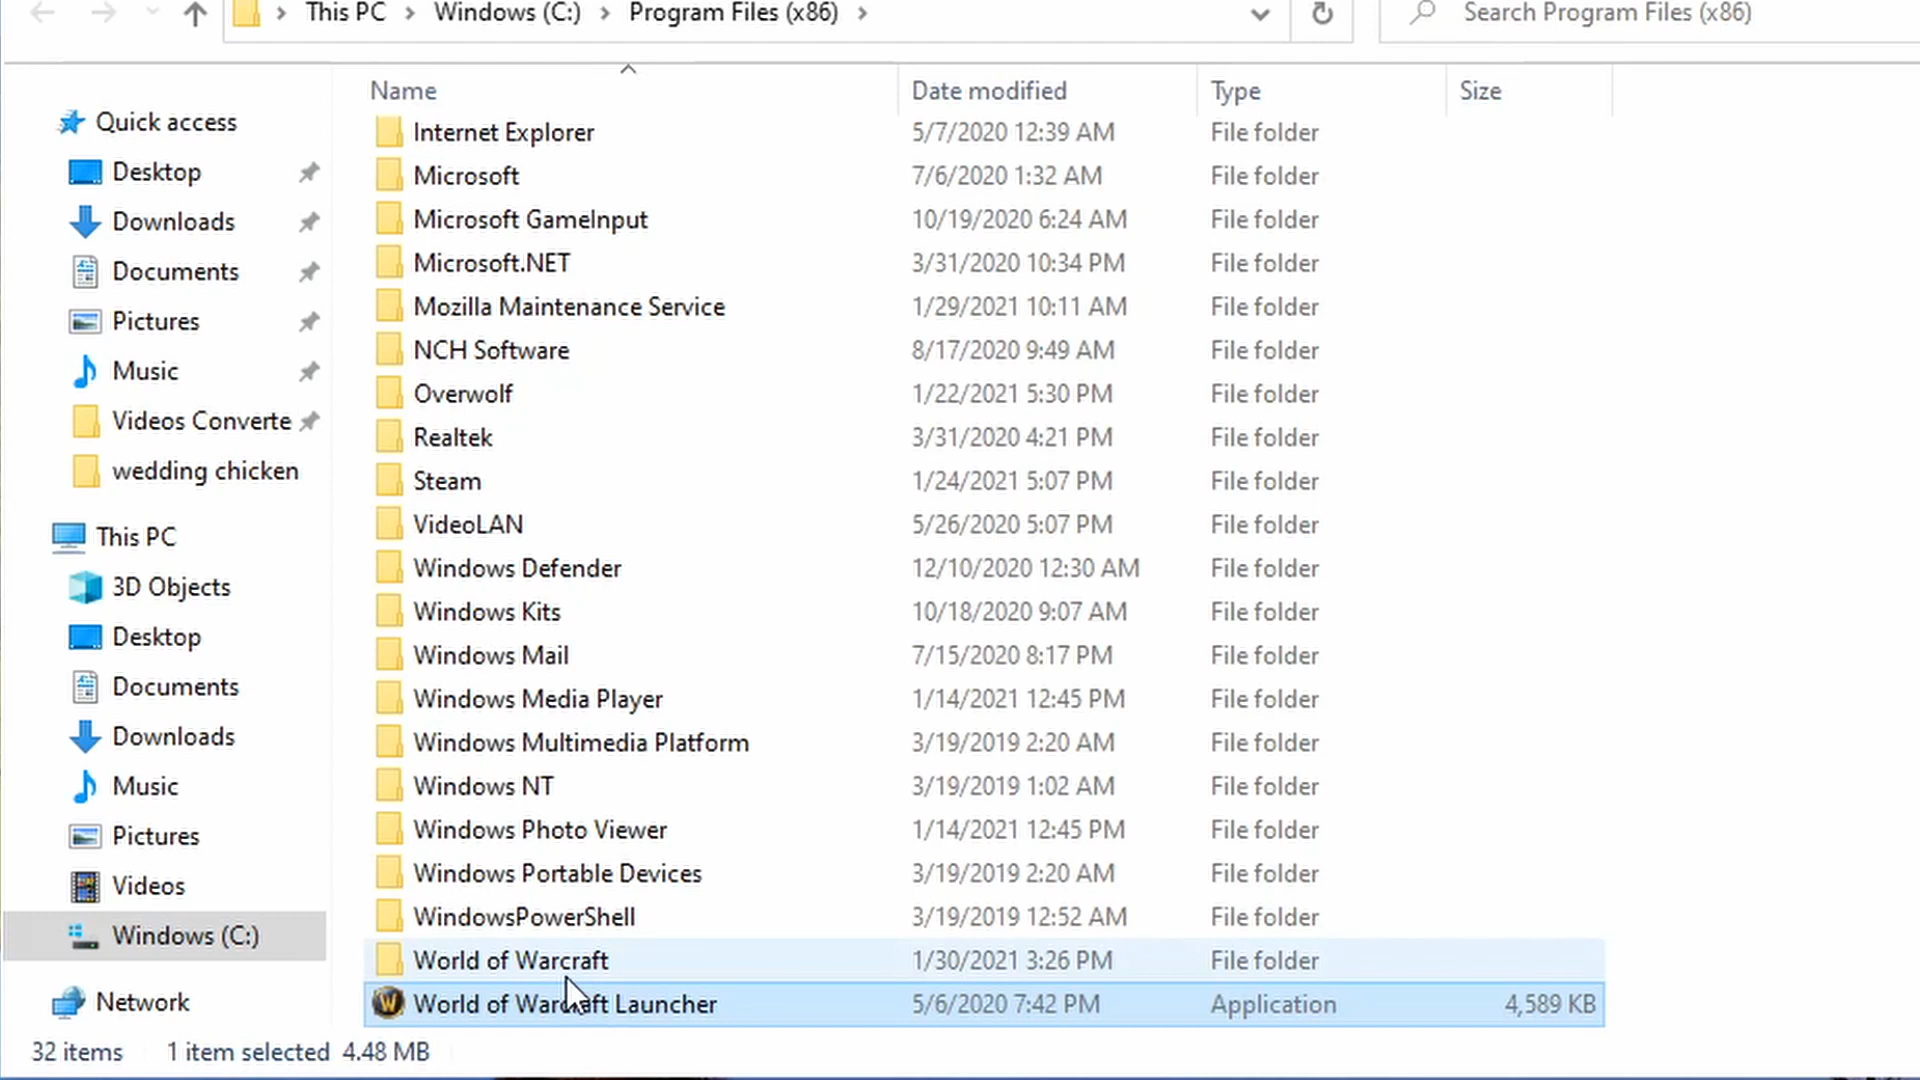 This PC > Windows (C:) > Program Files (x86) >
Search Program Files (x86)
Name Date modified Type Size
Quick access
Desktop
Downloads
Documents
Pictures
Music
Videos Converte
wedding chicken
This PC
3D Objects
Desktop
Documents
Downloads
Music
Pictures
Videos
Windows (C:)
Network
Internet Explorer 5/7/2020 12:39 AM File folder
Microsoft 7/6/2020 1:32 AM File folder
Microsoft GameInput 10/19/2020 6:24 AM File folder
Microsoft.NET 3/31/2020 10:34 PM File folder
Mozilla Maintenance Service 1/29/2021 10:11 AM File folder
NCH Software 8/17/2020 9:49 AM File folder
Overwolf 1/22/2021 5:30 PM File folder
Realtek 3/31/2020 4:21 PM File folder
Steam 1/24/2021 5:07 PM File folder
VideoLAN 5/26/2020 5:07 PM File folder
Windows Defender 12/10/2020 12:30 AM File folder
Windows Kits 10/18/2020 9:07 AM File folder
Windows Mail 7/15/2020 8:17 PM File folder
Windows Media Player 1/14/2021 12:45 PM File folder
Windows Multimedia Platform 3/19/2019 2:20 AM File folder
Windows NT 3/19/2019 1:02 AM File folder
Windows Photo Viewer 1/14/2021 12:45 PM File folder
Windows Portable Devices 3/19/2019 2:20 AM File folder
WindowsPowerShell 3/19/2019 12:52 AM File folder
World of Warcraft 1/30/2021 3:26 PM File folder
World of Warcraft Launcher 5/6/2020 7:42 PM Application 4,589 KB
32 items 1 item selected 4.48 MB